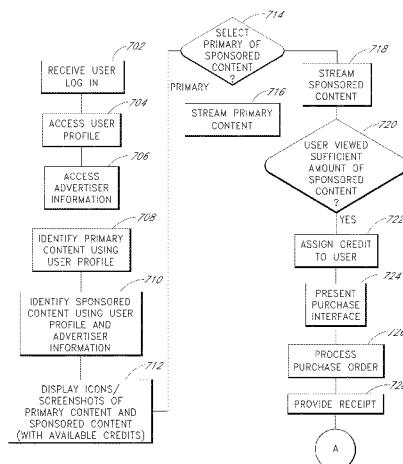 702
RECEIVE USER
LOG IN
704
ACCESS USER
PROFILE
706
ACCESS
ADVERTISER
INFORMATION
708
IDENTIFY PRIMARY
CONTENT USING
USER PROFILE
710
IDENTIFY SPONSORED
CONTENT USING USER
PROFILE AND
ADVERTISER
INFORMATION
712
DISPLAY ICONS/
SCREENSHOTS OF
PRIMARY CONTENT AND
SPONSORED CONTENT
(WITH AVAILABLE CREDITS)
714
SELECT
PRIMARY OF
SPONSORED
CONTENT
?
PRIMARY
716
STREAM PRIMARY
CONTENT
718
STREAM
SPONSORED
CONTENT
720
USER VIEWED
SUFFICIENT
AMOUNT OF
SPONSORED
CONTENT
?
YES
722
ASSIGN CREDIT
TO USER
724
PRESENT
PURCHASE
INTERFACE
PROCESS
PURCHASE ORDER
PROVIDE RECEIPT
A